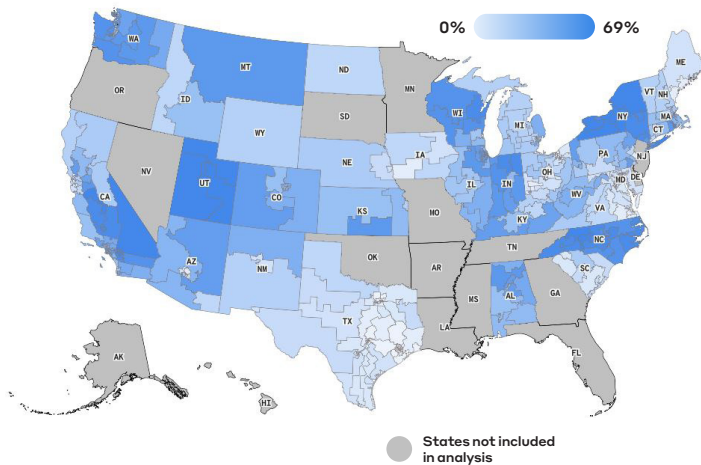 0% 69%
WA
MT
ND
MN
ME
OR
ID
SD
WI
VT
NH
NY
MA
MI
CT
WY
IA
NE
PA
NJ
NV
UT
CO
IL
IN
OH
MD
DE
CA
KS
MO
KY
WV
VA
AZ
NM
OK
AR
TN
NC
SC
TX
MS
AL
GA
LA
FL
AK
HI
States not included
in analysis